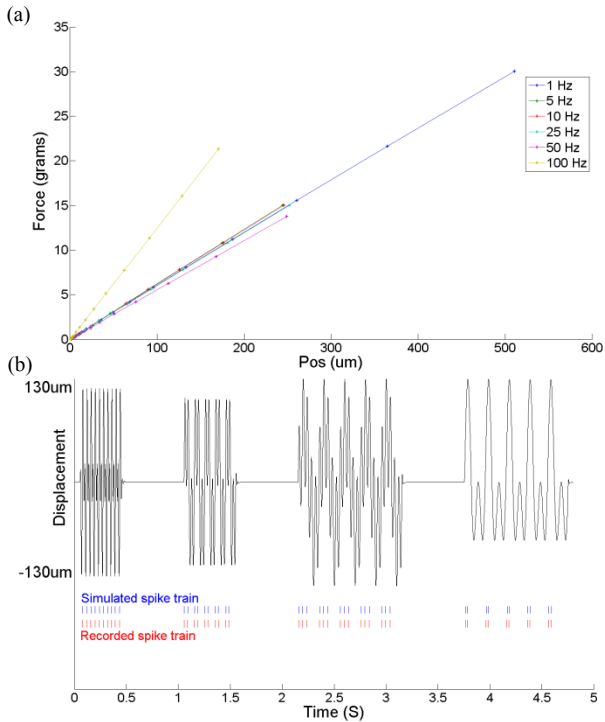 (a)
35
30
25
20
15
10
5
0
Force (grams)
0 100 200 300 400 500 600
Pos (um)
1 Hz
5 Hz
10 Hz
25 Hz
50 Hz
100 Hz
(b)
130um
Displacement
-130um
Simulated spike train
Recorded spike train
0 0.5 1 1.5 2 2.5 3 3.5 4 4.5 5
Time (S)